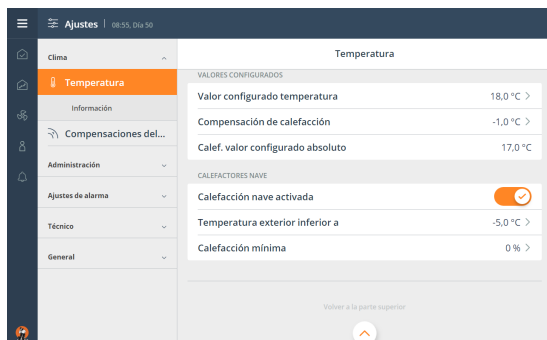 Ajustes | 08:55, Día 50
Clima
Temperatura
Información
Compensaciones del...
Administración
Ajustes de alarma
Técnico
General
Temperatura
VALORES CONFIGURADOS
Valor configurado temperatura 18,0 °C
Compensación de calefacción -1,0 °C
Calef. valor configurado absoluto 17,0 °C
CALEFACTORES NAVE
Calefacción nave activada
Temperatura exterior inferior a -5,0 °C
Calefacción mínima 0 %
Volver a la parte superior